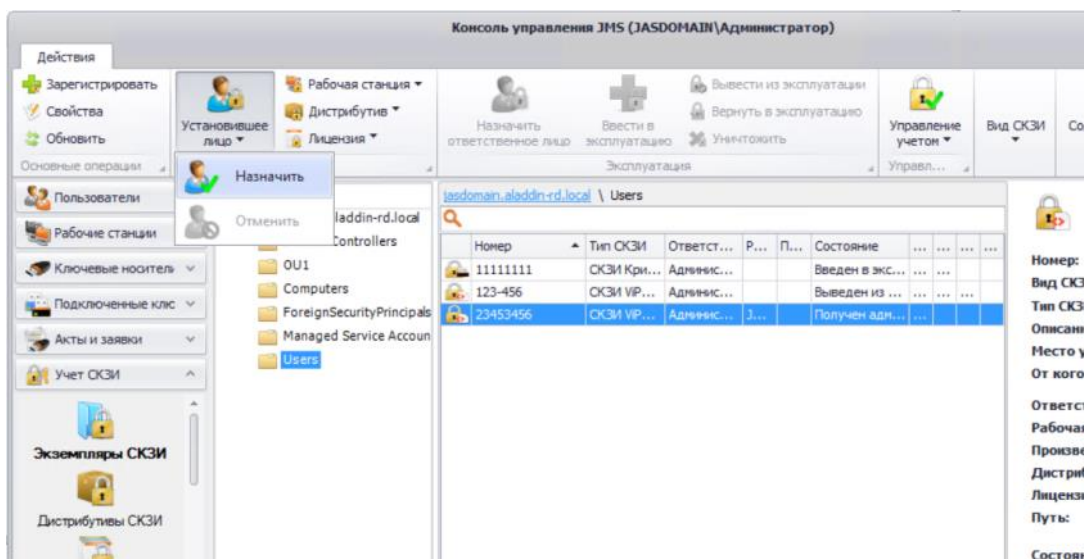 Консоль управления JMS (JASDOMAIN\Администратор)
Действия
Зарегистрировать
Свойства
Обновить
Основные операции
Установившее лицо
Рабочая станция
Дистрибутив
Лицензия
Назначить ответственное лицо
Ввести в эксплуатацию
Вывести из эксплуатации
Вернуть в эксплуатацию
Уничтожить
Эксплуатация
Управление учетом
Управл...
Вид СКЗИ
Со
Назначить
Отменить
Пользователи
Рабочие станции
Ключевые носитель
Подключенные клю
Акты и заявки
Учет СКЗИ
Экземпляры СКЗИ
Дистрибутивы СКЗИ
laddin-rd.local
Controllers
OU1
Computers
ForeignSecurityPrincipals
Managed Service Accoun
Users
jasdomain.aladdin-rd.local \ Users
Номер Тип СКЗИ Ответст... Р... П... Состояние ... ... ... ...
11111111 СКЗИ Кри... Админис... Введен в экс... ... ...
123-456 СКЗИ ViP... Админис... Выведен из ... ... ... ...
23453456 СКЗИ ViP... Админис... J... Получен адм... ...
Номер:
Вид СКЗ
Тип СКЗ
Описани
Место у
От кого
Ответст
Рабочая
Произве
Дистриб
Лицензи
Путь:
Состоян